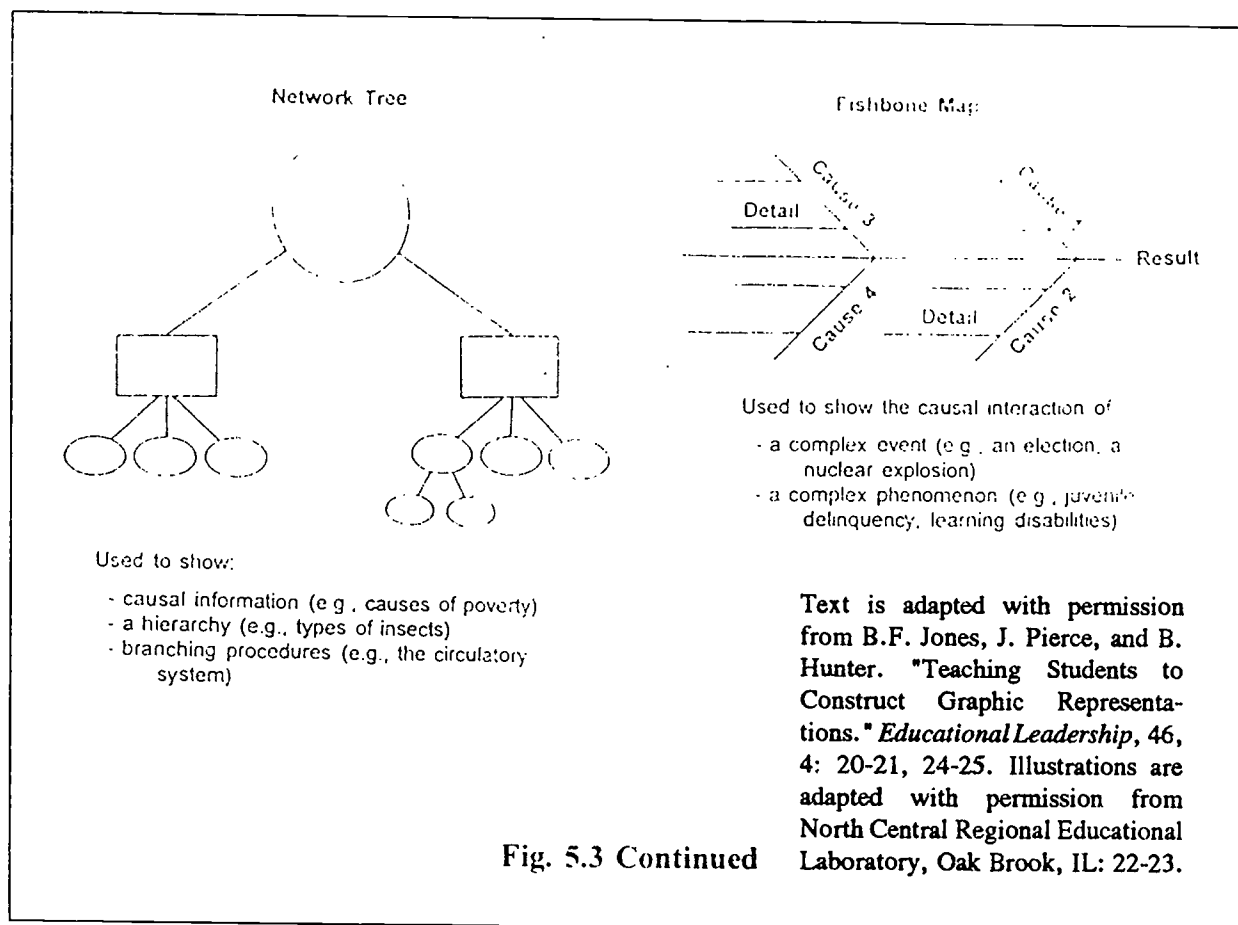 Network Tree
Used to show:
- causal information (e g , causes of poverty)
- a hierarchy (e.g., types of insects)
- branching procedures (e.g., the circulatory
system)
Fishbone Map
Cause 3
Detail
Cause 1
Result
Cause 4
Detail
Cause 2
Used to show the causal interaction of
- a complex event (e g , an election, a
nuclear explosion)
- a complex phenomenon (e g , juvenile
delinquency, learning disabilities)
Text is adapted with permission
from B.F. Jones, J. Pierce, and B.
Hunter. "Teaching Students to
Construct Graphic Representa-
tions." Educational Leadership, 46,
4: 20-21, 24-25. Illustrations are
adapted with permission from
North Central Regional Educational
Laboratory, Oak Brook, IL: 22-23.
Fig. 5.3 Continued